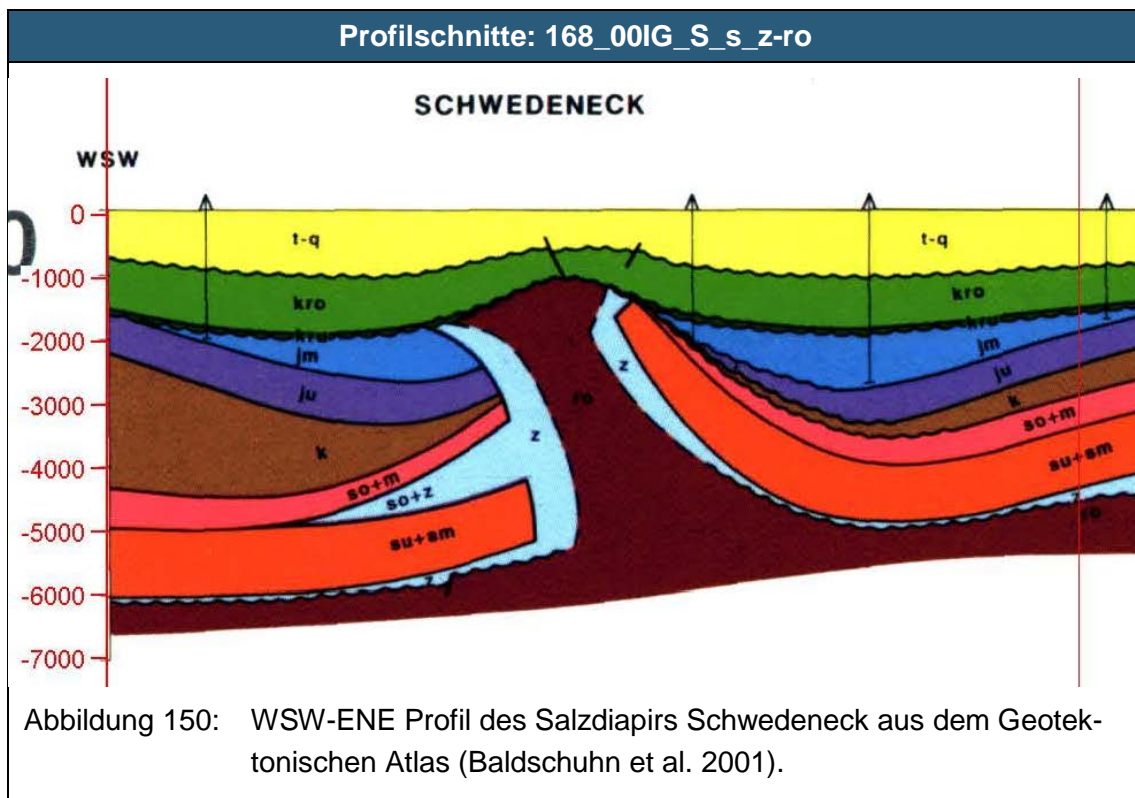 Profilschnitte: 168_00IG_S_s_z-ro
SCHWEDENECK
WSW
0
-1000
-2000
-3000
-4000
-5000
-6000
-7000
t-q
t-q
kro
kro
kru
kru
jm
jm
ju
ju
k
k
z
z
ro
so+m
so+m
so+z
su+sm
su+sm
z
z
ro
Abbildung 150: WSW-ENE Profil des Salzdiapirs Schwedeneck aus dem Geotek-
tonischen Atlas (Baldschuhn et al. 2001).